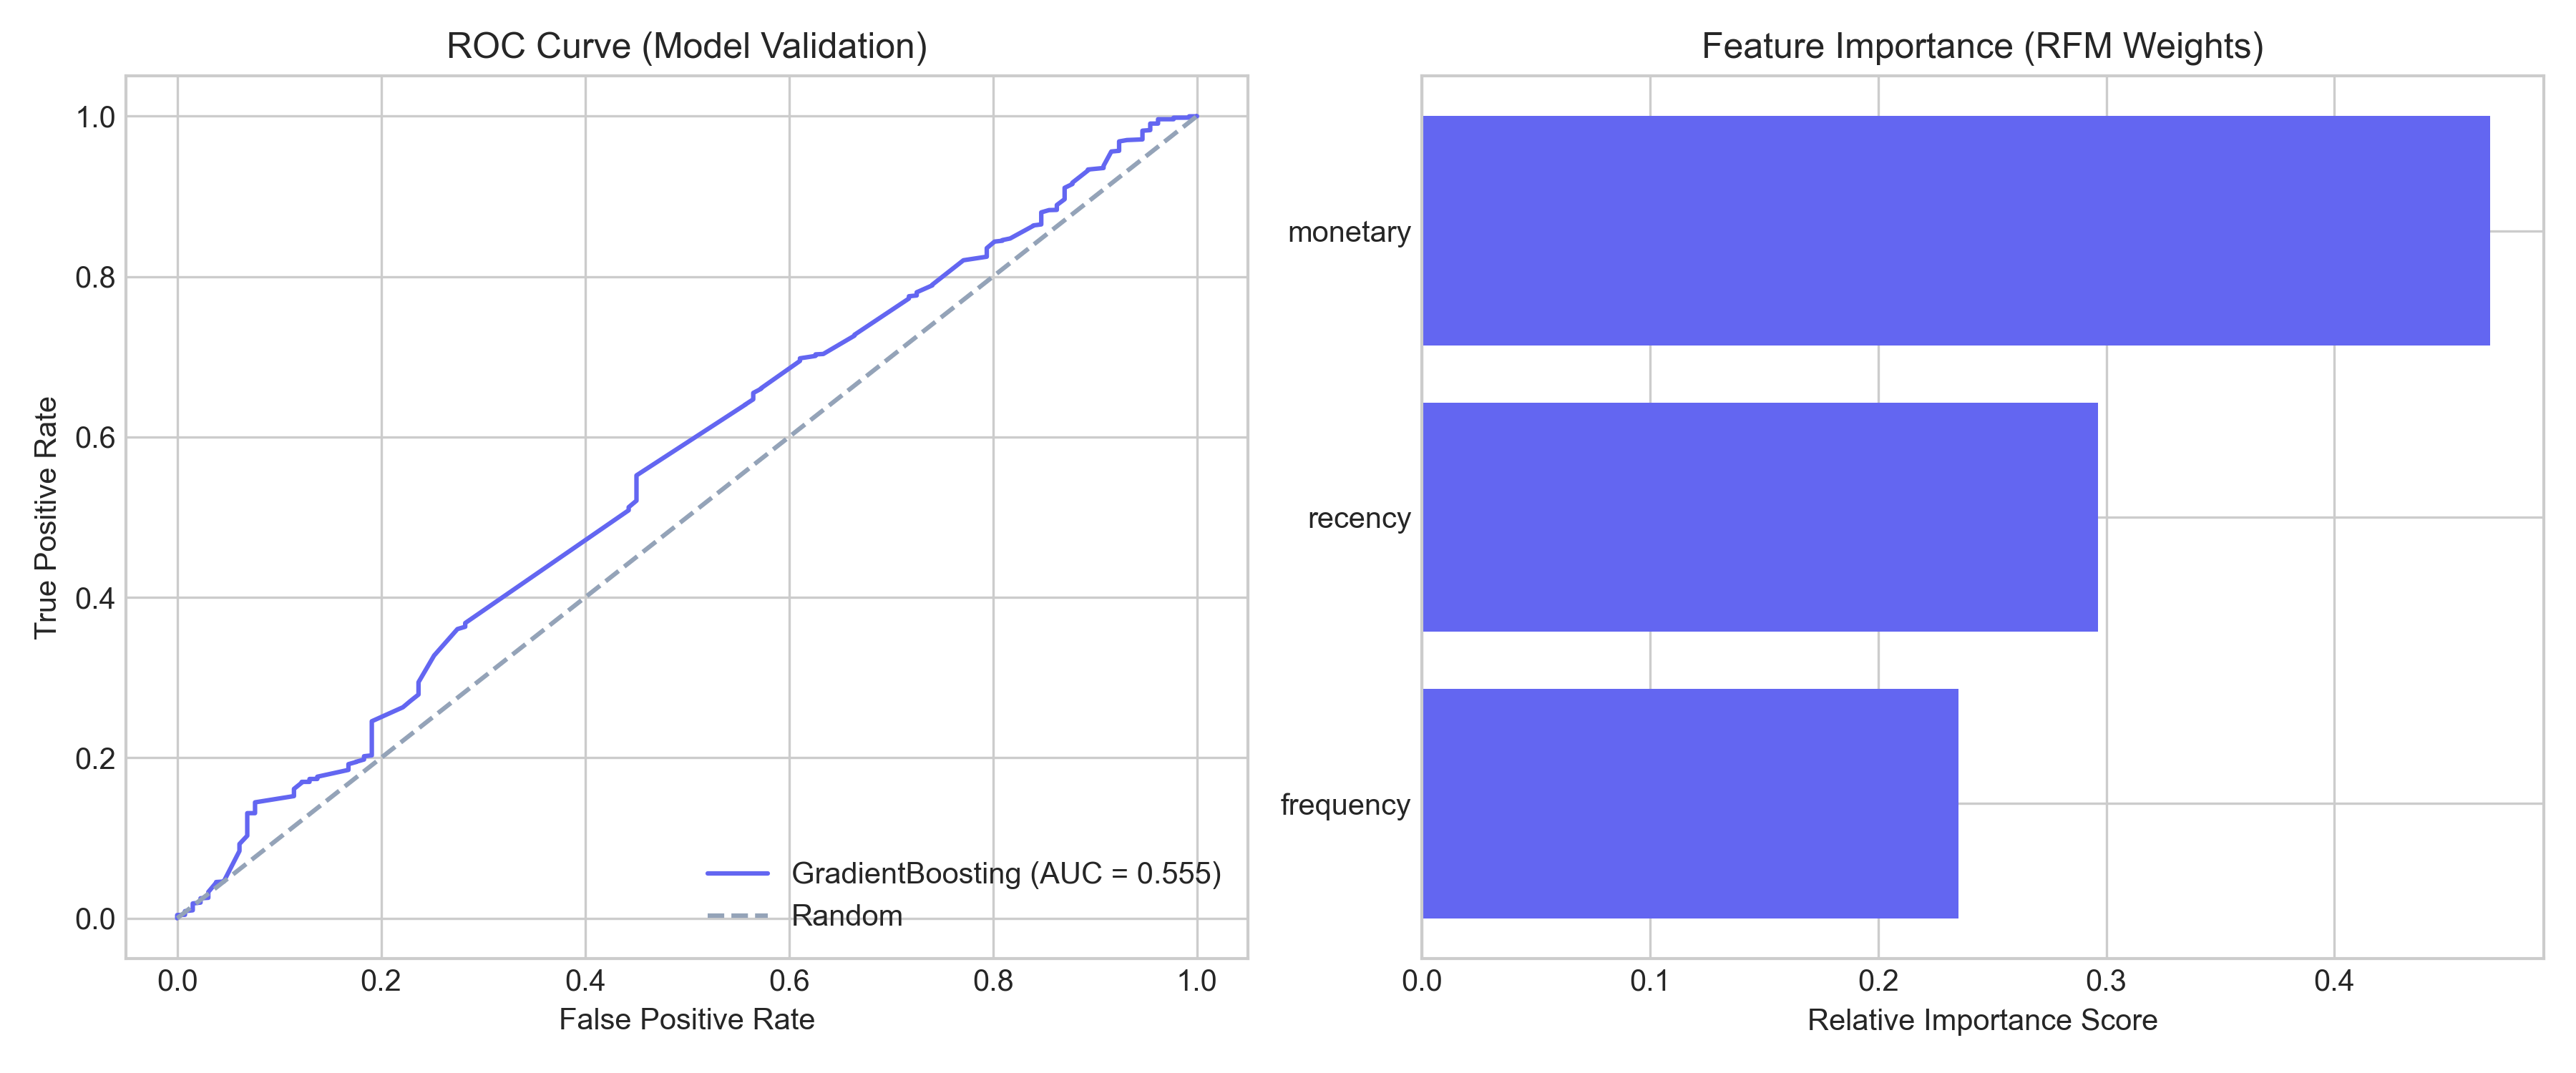 ROC Curve (Model Validation)
True Positive Rate
1.0
0.8
0.6
0.4
0.2
0.0
GradientBoosting (AUC = 0.555)
Random
0.0 0.2 0.4 0.6 0.8 1.0
False Positive Rate
Feature Importance (RFM Weights)
monetary
recency
frequency
0.0 0.1 0.2 0.3 0.4
Relative Importance Score